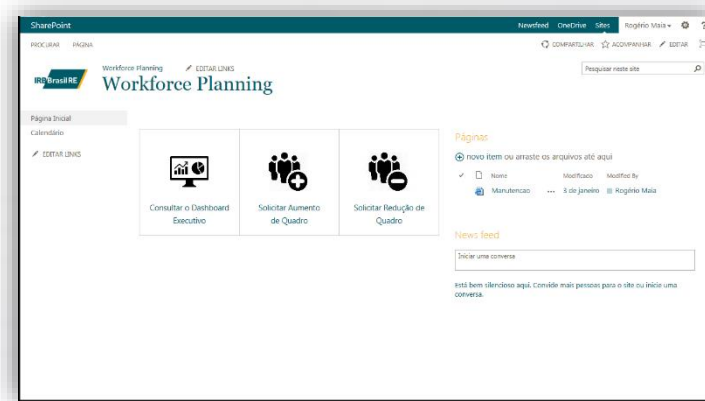 SharePoint
Newsfeed OneDrive Sites Rogério Maia ?
PROCURAR PÁGINA
COMPARTILHAR ACOMPANHAR EDITAR
Workforce Planning EDITAR LINKS
IRB Brasil RE
Workforce Planning
Pesquisar neste site
Página Inicial
Calendário
EDITAR LINKS
Consultar o Dashboard
Executivo
Solicitar Aumento
de Quadro
Solicitar Redução de
Quadro
Páginas
novo item ou arraste os arquivos até aqui
Nome Modificado Modified By
Manutencao ... 3 de janeiro Rogério Maia
News feed
Iniciar uma conversa
Está bem silencioso aqui. Convide mais pessoas para o site ou inicie uma
conversa.